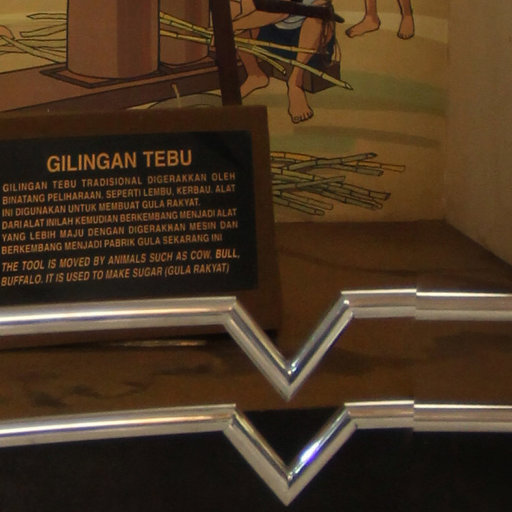 GILINGAN TEBU
GILINGAN TEBU TRADISIONAL DIGERAKKAN OLEH
BINATANG PELIHARAAN, SEPERTI LEMBU, KERBAU. ALAT
INI DIGUNAKAN UNTUK MEMBUAT GULA RAKYAT.
DARI ALAT INILAH KEMUDIAN BERKEMBANG MENJADI ALAT
YANG LEBIH MAJU DENGAN DIGERAKKAN MESIN DAN
BERKEMBANG MENJADI PABRIK GULA SEKARANG INI
THE TOOL IS MOVED BY ANIMALS SUCH AS COW, BULL,
BUFFALO. IT IS USED TO MAKE SUGAR (GULA RAKYAT)